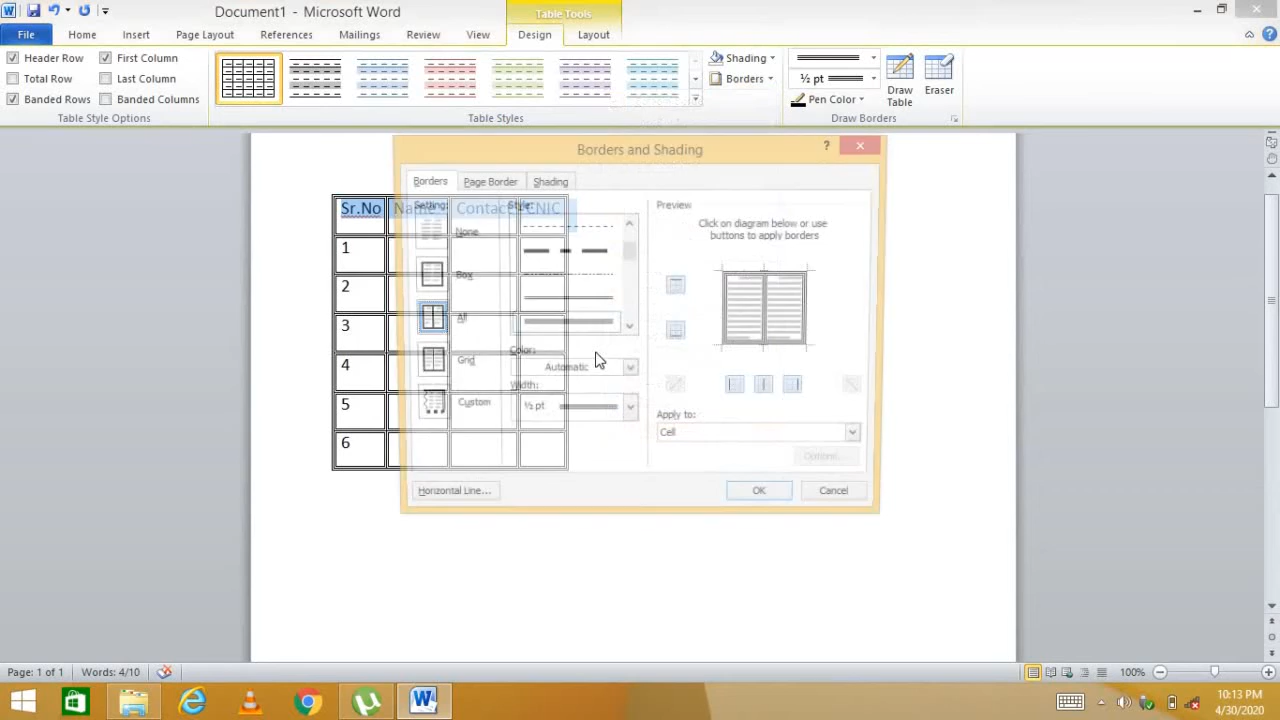 Document1 - Microsoft Word
Table Tools
File Home Insert Page Layout References Mailings Review View Design Layout
Header Row First Column
Total Row Last Column
Banded Rows Banded Columns
Table Style Options
Table Styles
Shading
Borders
½ pt
Pen Color
Draw Table
Eraser
Draw Borders
Borders and Shading
?
Borders Page Border Shading
Setting:
None
Box
All
Grid
Custom
Style:
Color:
Automatic
Width:
½ pt
Preview
Click on diagram below or use
buttons to apply borders
Apply to:
Cell
Options...
Horizontal Line...
OK
Cancel
Sr.No Name Contact CNIC
1
2
3
4
5
6
Page: 1 of 1 Words: 4/10
100%
10:13 PM
4/30/2020